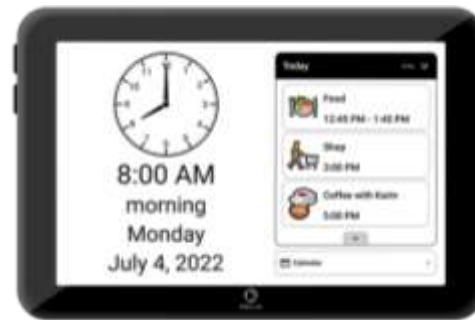 8:00 AM
morning
Monday
July 4, 2022
Today
Food
12:45 PM - 1:45 PM
Shop
3:00 PM
Coffee with Karin
5:00 PM
Calendar